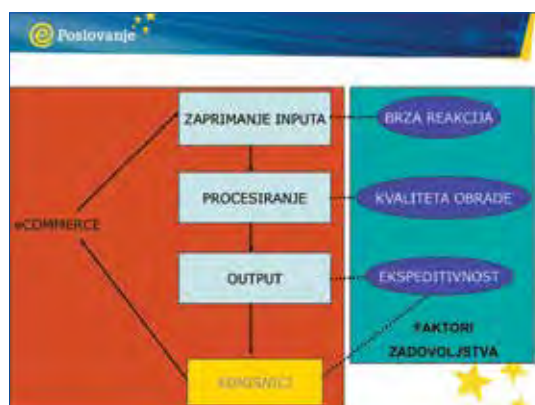 e Poslovanje
ZAPRIMANJE INPUTA
BRZA REAKCIJA
PROCESIRANJE
KVALITETA OBRADE
eCOMMERCE
OUTPUT
EKSPEDITIVNOST
FAKTORI
ZADOVOLJSTVA
KORISNICI